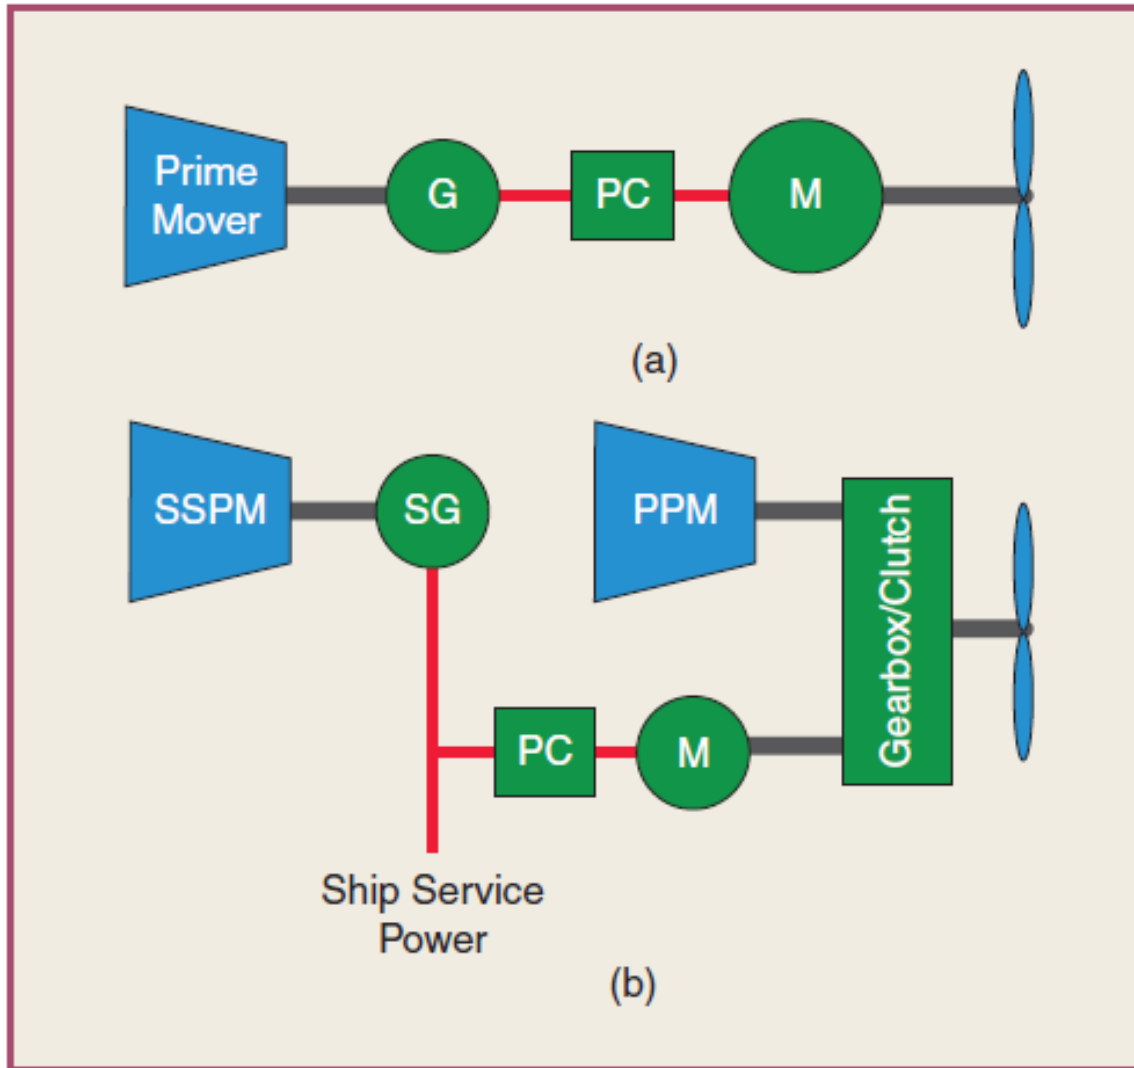 Prime
Mover
G
PC
M
(a)
SSPM
SG
PPM
Gearbox/Clutch
PC
M
Ship Service
Power
(b)